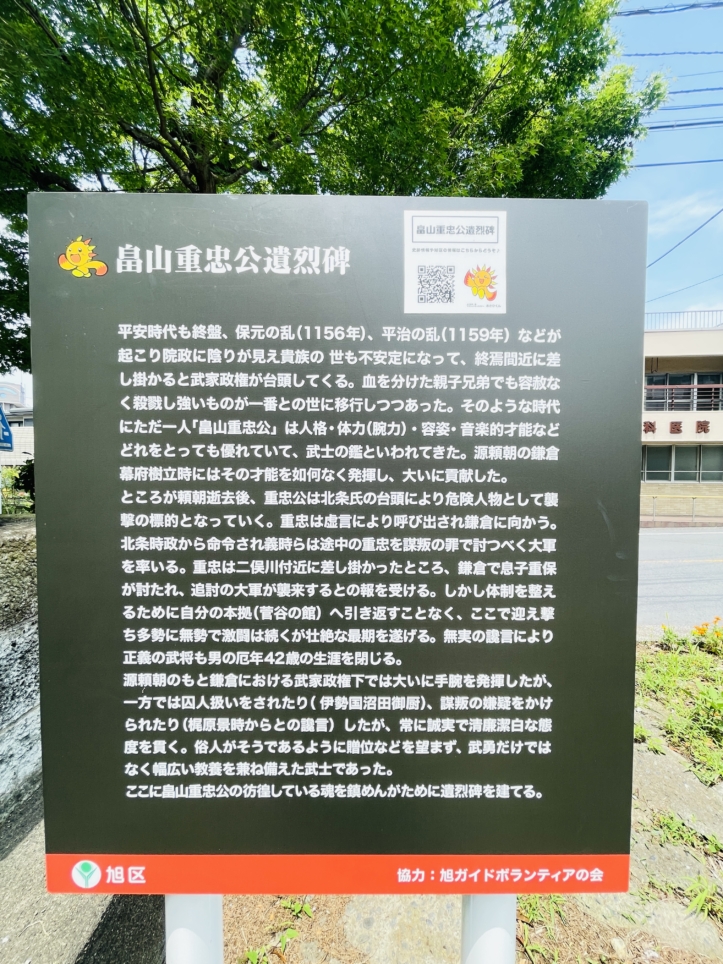 畠山重忠公遺烈碑
畠山重忠公遺烈碑
平安時代も終盤、保元の乱(1156年)、平治の乱(1159年) などが
起こり院政に陰りが見え貴族の 世も不安定になって、終焉間近に差
し掛かると武家政権が台頭してくる。血を分けた親子兄弟でも容赦な
く殺戮し強いものが一番との世に移行しつつあった。そのような時代
にただ一人「畠山重忠公」は人格・体力(腕力)・容姿・音楽的才能など
どれをとっても優れていて、武士の鑑といわれてきた。源頼朝の鎌倉
幕府樹立時にはその才能を如何なく発揮し、大いに貢献した。
ところが頼朝逝去後、重忠公は北条氏の台頭により危険人物として襲
撃の標的となっていく。重忠は虚言により呼び出され鎌倉に向かう。
北条時政から命令され義時らは途中の重忠を謀叛の罪で討つべく大軍
を率いる。重忠は二俣川付近に差し掛かったところ、鎌倉で息子重保
が討たれ、追討の大軍が襲来するとの報を受ける。しかし体制を整え
るために自分の本拠(菅谷の館) へ引き返すことなく、ここで迎え撃
ち多勢に無勢で激闘は続くが壮絶な最期を遂げる。無実の讒言により
正義の武将も男の厄年42歳の生涯を閉じる。
源頼朝のもと鎌倉における武家政権下では大いに手腕を発揮したが、
一方では囚人扱いをされたり( 伊勢国沼田御厨)、謀叛の嫌疑をかけ
られたり(梶原景時からとの讒言) したが、常に誠実で清廉潔白な態
度を貫く。俗人がそうであるように贈位などを望まず、武勇だけでは
なく幅広い教養を兼ね備えた武士であった。
ここに畠山重忠公の彷徨している魂を鎮めんがために遺烈碑を建てる。
旭区
協力：旭ガイドボランティアの会
科医院